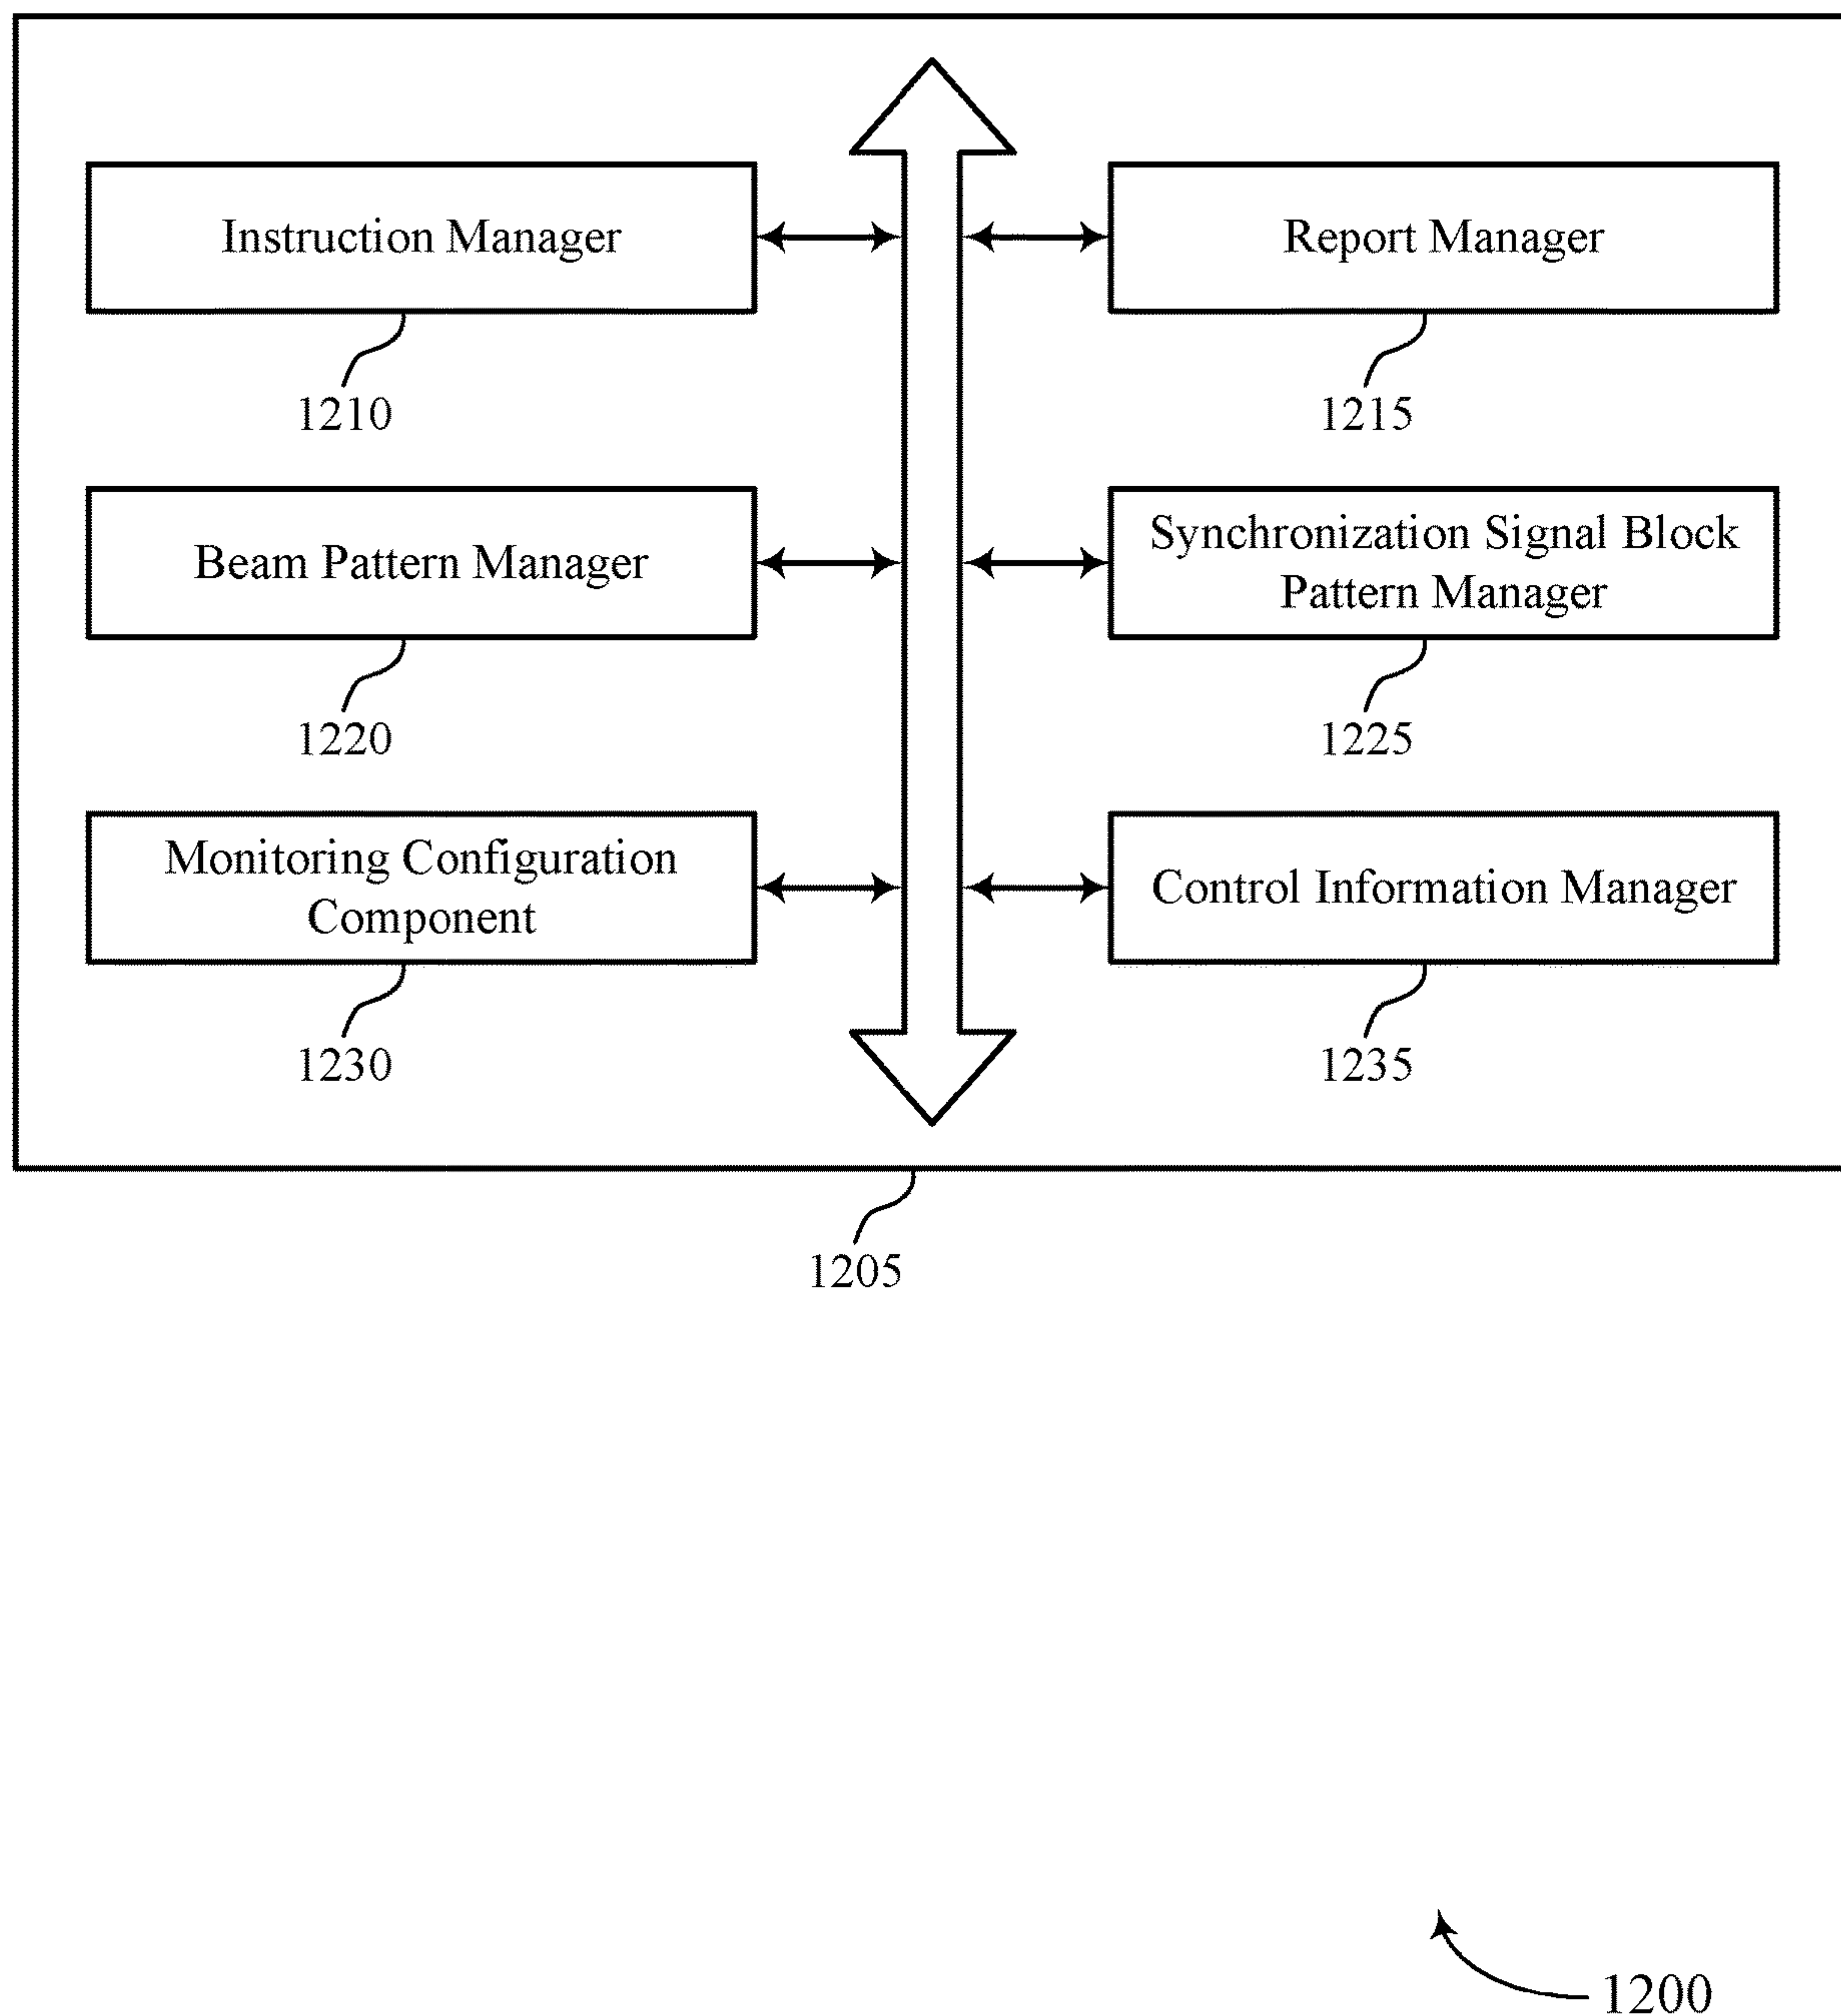 Instruction Manager
Report Manager
1210
1215
Beam Pattern Manager
Synchronization Signal Block
Pattern Manager
1220
1225
Monitoring Configuration
Component
Control Information Manager
1230
1235
1205
1200